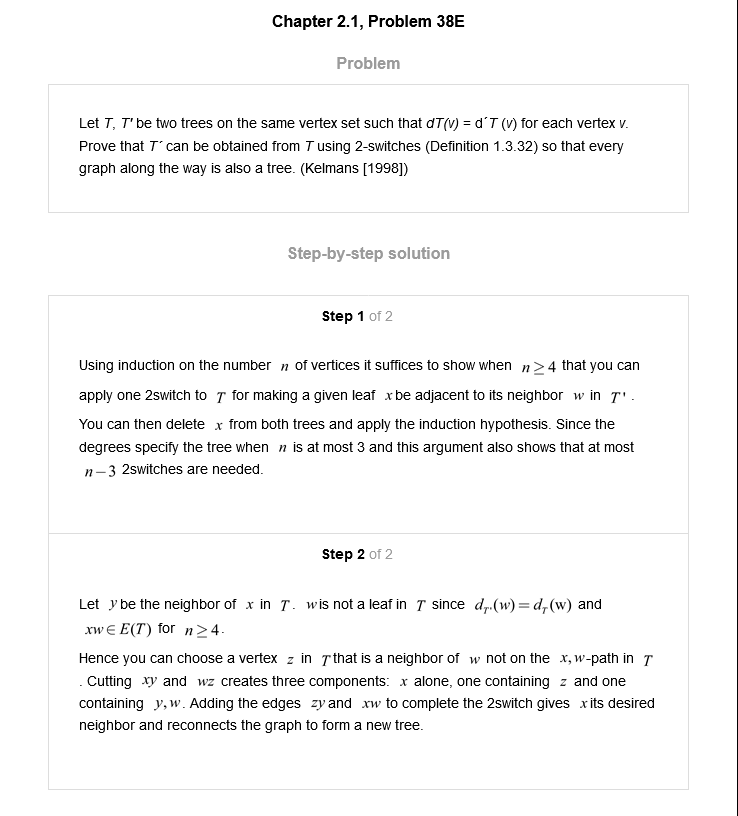 Chapter 2.1, Problem 38E
Problem
Let T, T' be two trees on the same vertex set such that dT(v) = d´T (v) for each vertex v.
Prove that T´ can be obtained from T using 2-switches (Definition 1.3.32) so that every
graph along the way is also a tree. (Kelmans [1998])
Step-by-step solution
Step 1 of 2
Using induction on the number n of vertices it suffices to show when n ≥ 4 that you can
apply one 2switch to T for making a given leaf x be adjacent to its neighbor w in T'.
You can then delete x from both trees and apply the induction hypothesis. Since the
degrees specify the tree when n is at most 3 and this argument also shows that at most
n−3 2switches are needed.
Step 2 of 2
Let y be the neighbor of x in T. w is not a leaf in T since d_T'(w) = d_T(w) and
xw ∈ E(T) for n ≥ 4.
Hence you can choose a vertex z in T that is a neighbor of w not on the x, w-path in T
. Cutting xy and wz creates three components: x alone, one containing z and one
containing y, w. Adding the edges zy and xw to complete the 2switch gives x its desired
neighbor and reconnects the graph to form a new tree.